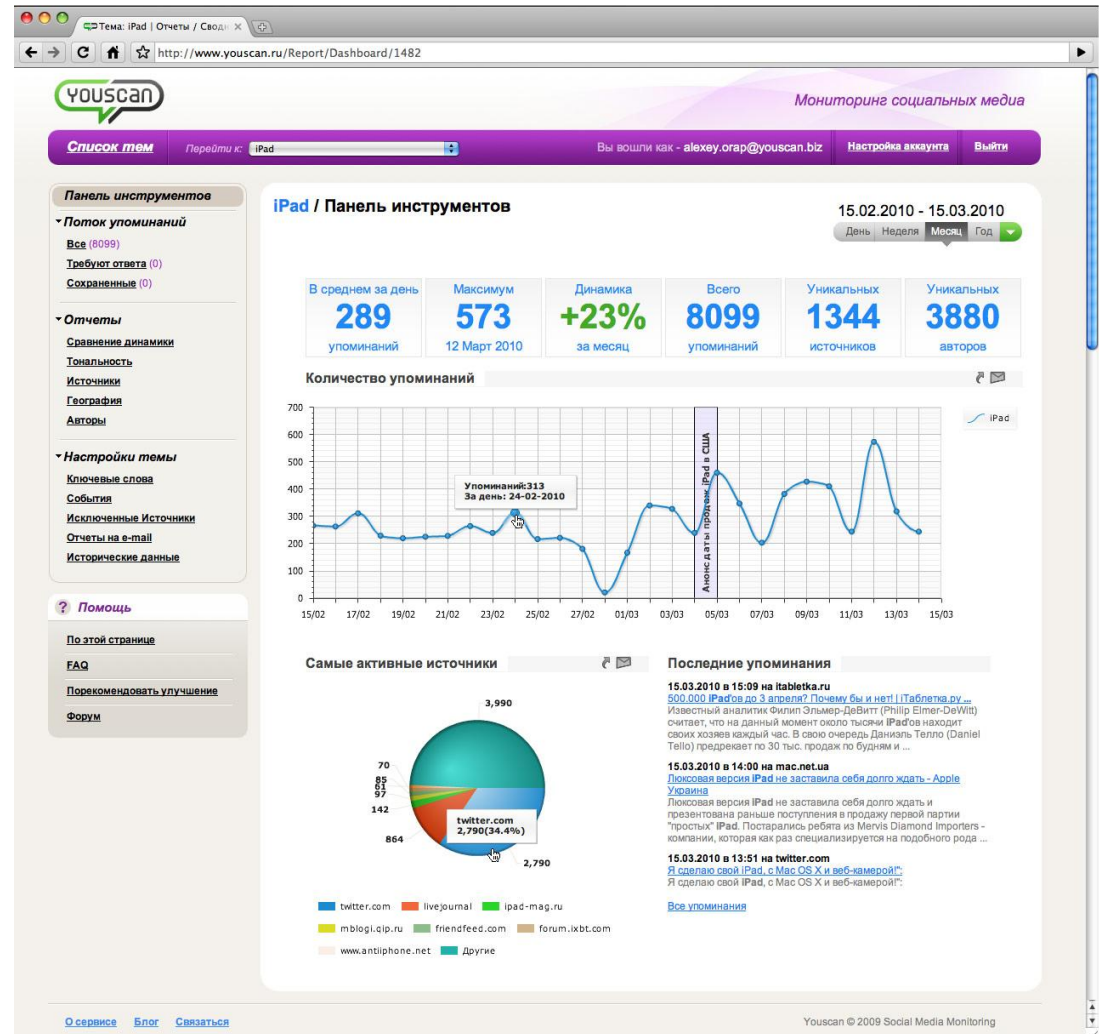 Тема: iPad | Отчеты / Свод
http://www.youscan.ru/Report/Dashboard/1482
youscan
Мониторинг социальных медиа
Список тем
Перейти к:
iPad
Вы вошли как - alexey.orap@youscan.biz
Настройка аккаунта
Выйти
Панель инструментов
Поток упоминаний
Все (8099)
Требуют ответа (0)
Сохраненные (0)
Отчеты
Сравнение динамики
Тональность
Источники
География
Авторы
Настройки темы
Ключевые слова
События
Исключенные Источники
Отчеты на e-mail
Исторические данные
? Помощь
По этой странице
FAQ
Порекомендовать улучшение
Форум
iPad / Панель инструментов
15.02.2010 - 15.03.2010
День Неделя Месяц Год
В среднем за день
289
упоминаний
Максимум
573
12 Март 2010
Динамика
+23%
за месяц
Всего
8099
упоминаний
Уникальных
1344
источников
Уникальных
3880
авторов
Количество упоминаний
700
600
500
400
300
200
100
0
Упоминаний:313
За день: 24-02-2010
Анонс даты продаж iPad в США
iPad
15/02 17/02 19/02 21/02 23/02 25/02 27/02 01/03 03/03 05/03 07/03 09/03 11/03 13/03 15/03
Самые активные источники
3,990
70
85
61
97
142
864
twitter.com
2,790(34.4%)
2,790
twitter.com livejournal ipad-mag.ru
mblogi.qip.ru friendfeed.com forum.ixbt.com
www.antiiphone.net Другие
Последние упоминания
15.03.2010 в 15:09 на itabletka.ru
500.000 iPad'ов до 3 апреля? Почему бы и нет! | iТаблетка.ру ...
Известный аналитик Филип Эльмер-ДеВитт (Philip Elmer-DeWitt)
считает, что на данный момент около тысячи iPad'ов находит
своих хозяев каждый час. В свою очередь Даниэль Телло (Daniel
Tello) предрекает по 30 тыс. продаж по будням и ...
15.03.2010 в 14:00 на mac.net.ua
Люксовая версия iPad не заставила себя долго ждать - Apple
Украина
Люксовая версия iPad не заставила себя долго ждать и
презентована раньше поступления в продажу первой партии
"простых" iPad. Постарались ребята из Mervis Diamond Importers -
компании, которая как раз специализируется на подобного рода ...
15.03.2010 в 13:51 на twitter.com
Я сделаю свой iPad, с Mac OS X и веб-камерой!":
Я сделаю свой iPad, с Mac OS X и веб-камерой!":
Все упоминания
О сервисе Блог Связаться
Youscan © 2009 Social Media Monitoring